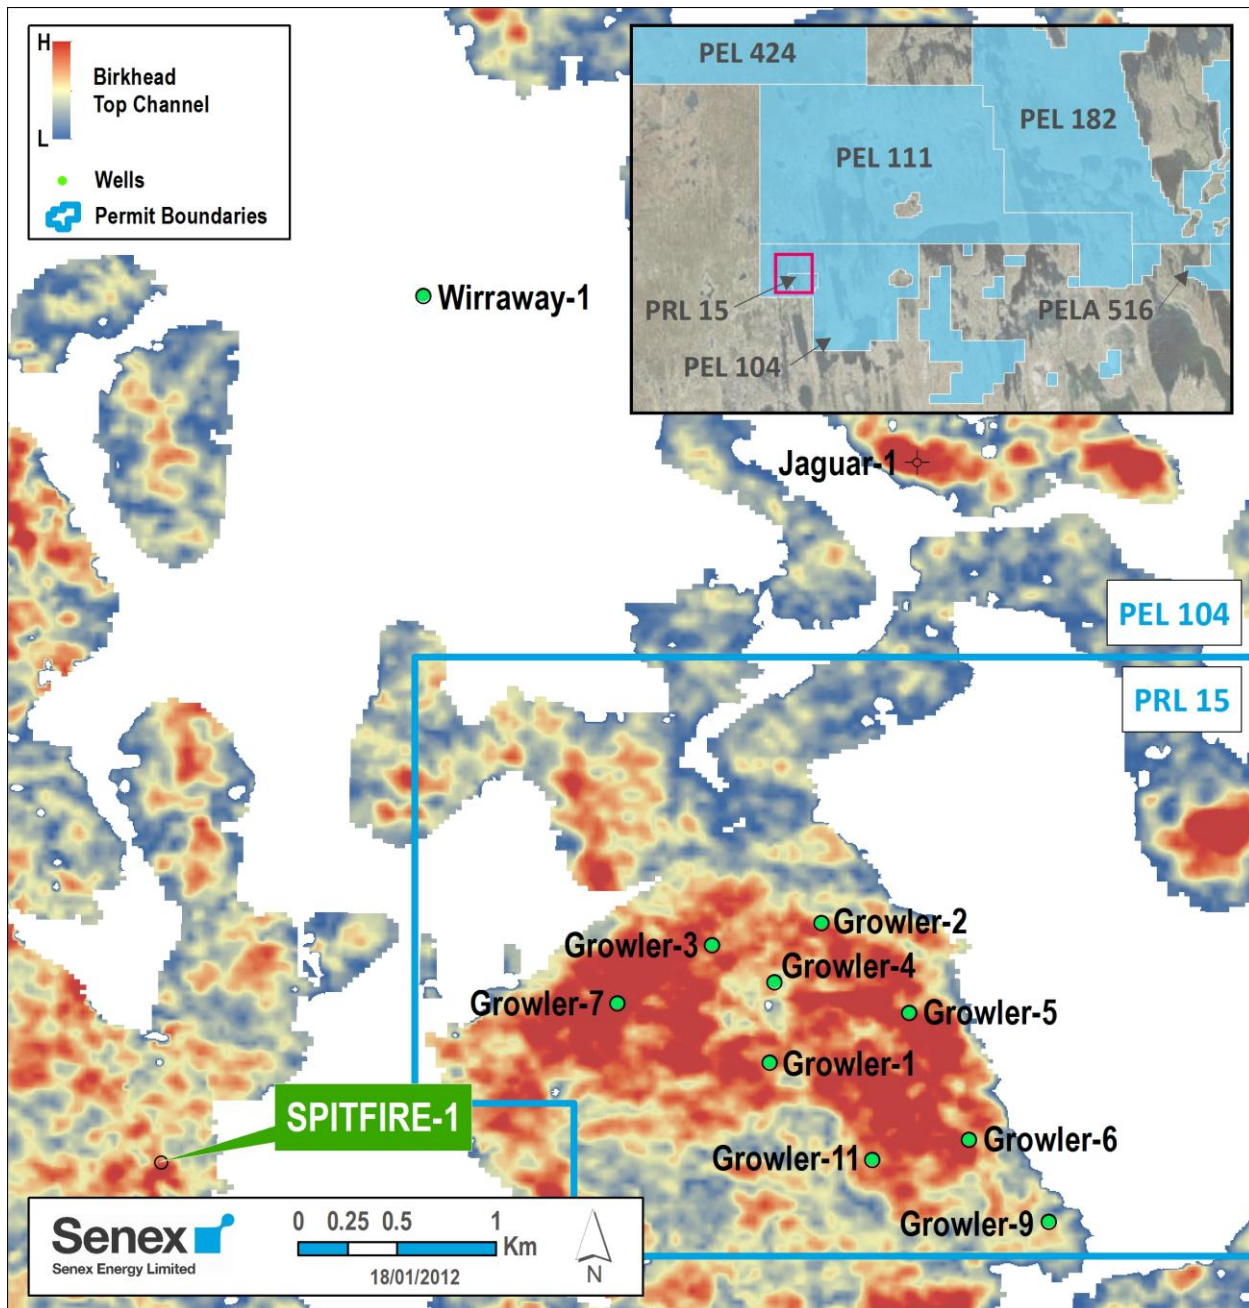 H
Birkhead
Top Channel
L
Wells
Permit Boundaries
PEL 424
PEL 182
PEL 111
PRL 15
PELA 516
PEL 104
Wirraway-1
Jaguar-1
PEL 104
PRL 15
Growler-2
Growler-3
Growler-4
Growler-7
Growler-5
Growler-1
SPITFIRE-1
Growler-6
Growler-11
Growler-9
Senex
Senex Energy Limited
0 0.25 0.5 1
Km
18/01/2012
N